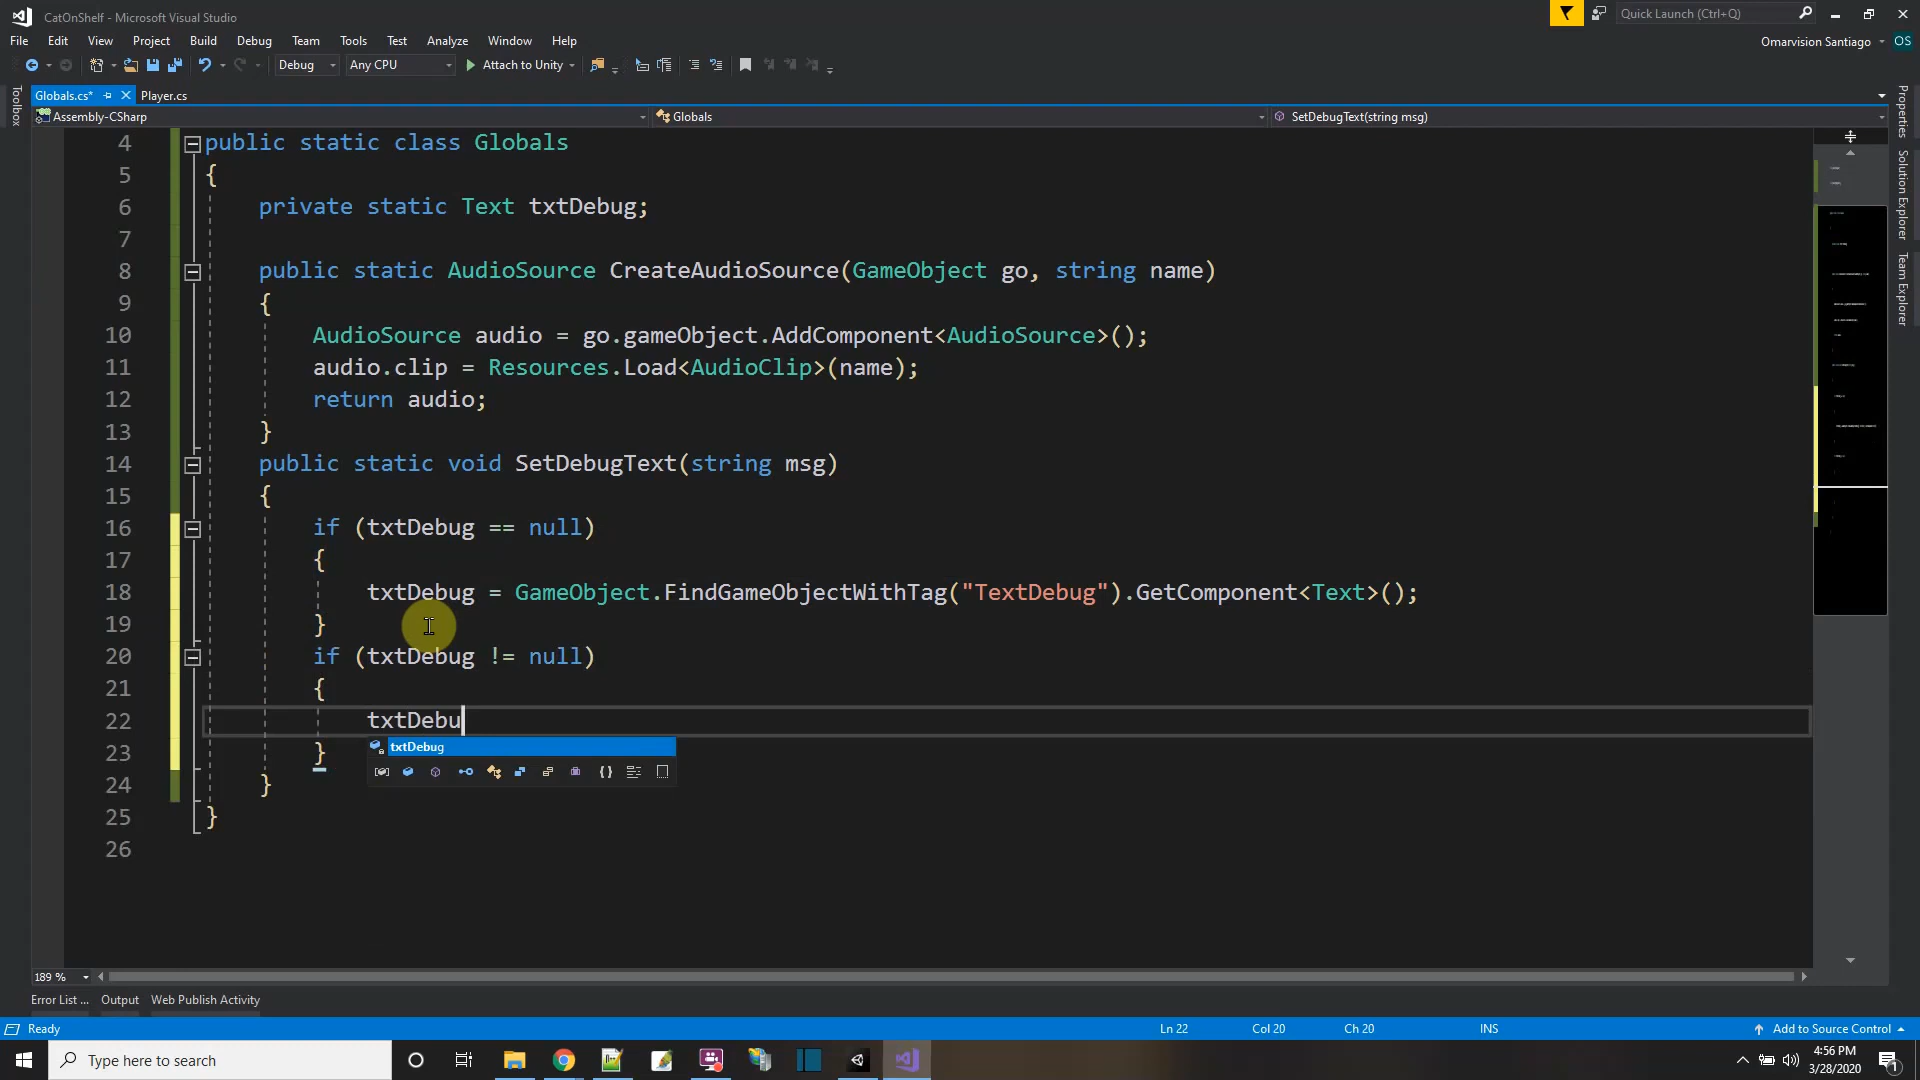 CatOnShelf - Microsoft Visual Studio
Quick Launch (Ctrl+Q)
File Edit View Project Build Debug Team Tools Test Analyze Window Help
Omarvision Santiago OS
Debug Any CPU Attach to Unity
Toolbox
Globals.cs* Player.cs
Assembly-CSharp Globals SetDebugText(string msg)
Properties
Solution Explorer
Team Explorer
4 public static class Globals
5 {
6 private static Text txtDebug;
7
8 public static AudioSource CreateAudioSource(GameObject go, string name)
9 {
10 AudioSource audio = go.gameObject.AddComponent<AudioSource>();
11 audio.clip = Resources.Load<AudioClip>(name);
12 return audio;
13 }
14 public static void SetDebugText(string msg)
15 {
16 if (txtDebug == null)
17 {
18 txtDebug = GameObject.FindGameObjectWithTag("TextDebug").GetComponent<Text>();
19 }
20 if (txtDebug != null)
21 {
22 txtDebu
txtDebug
23 }
24 }
25 }
26
189 %
Error List ... Output Web Publish Activity
Ready Ln 22 Col 20 Ch 20 INS Add to Source Control
Type here to search
4:56 PM
3/28/2020
1